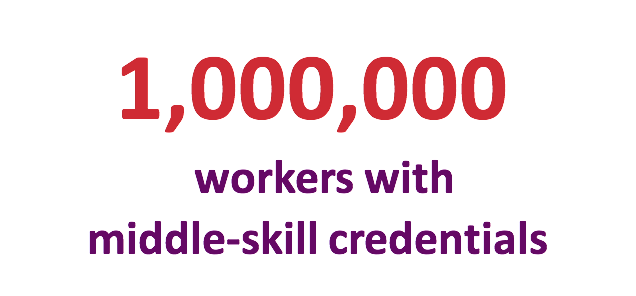 1,000,000
workers with
middle-skill credentials